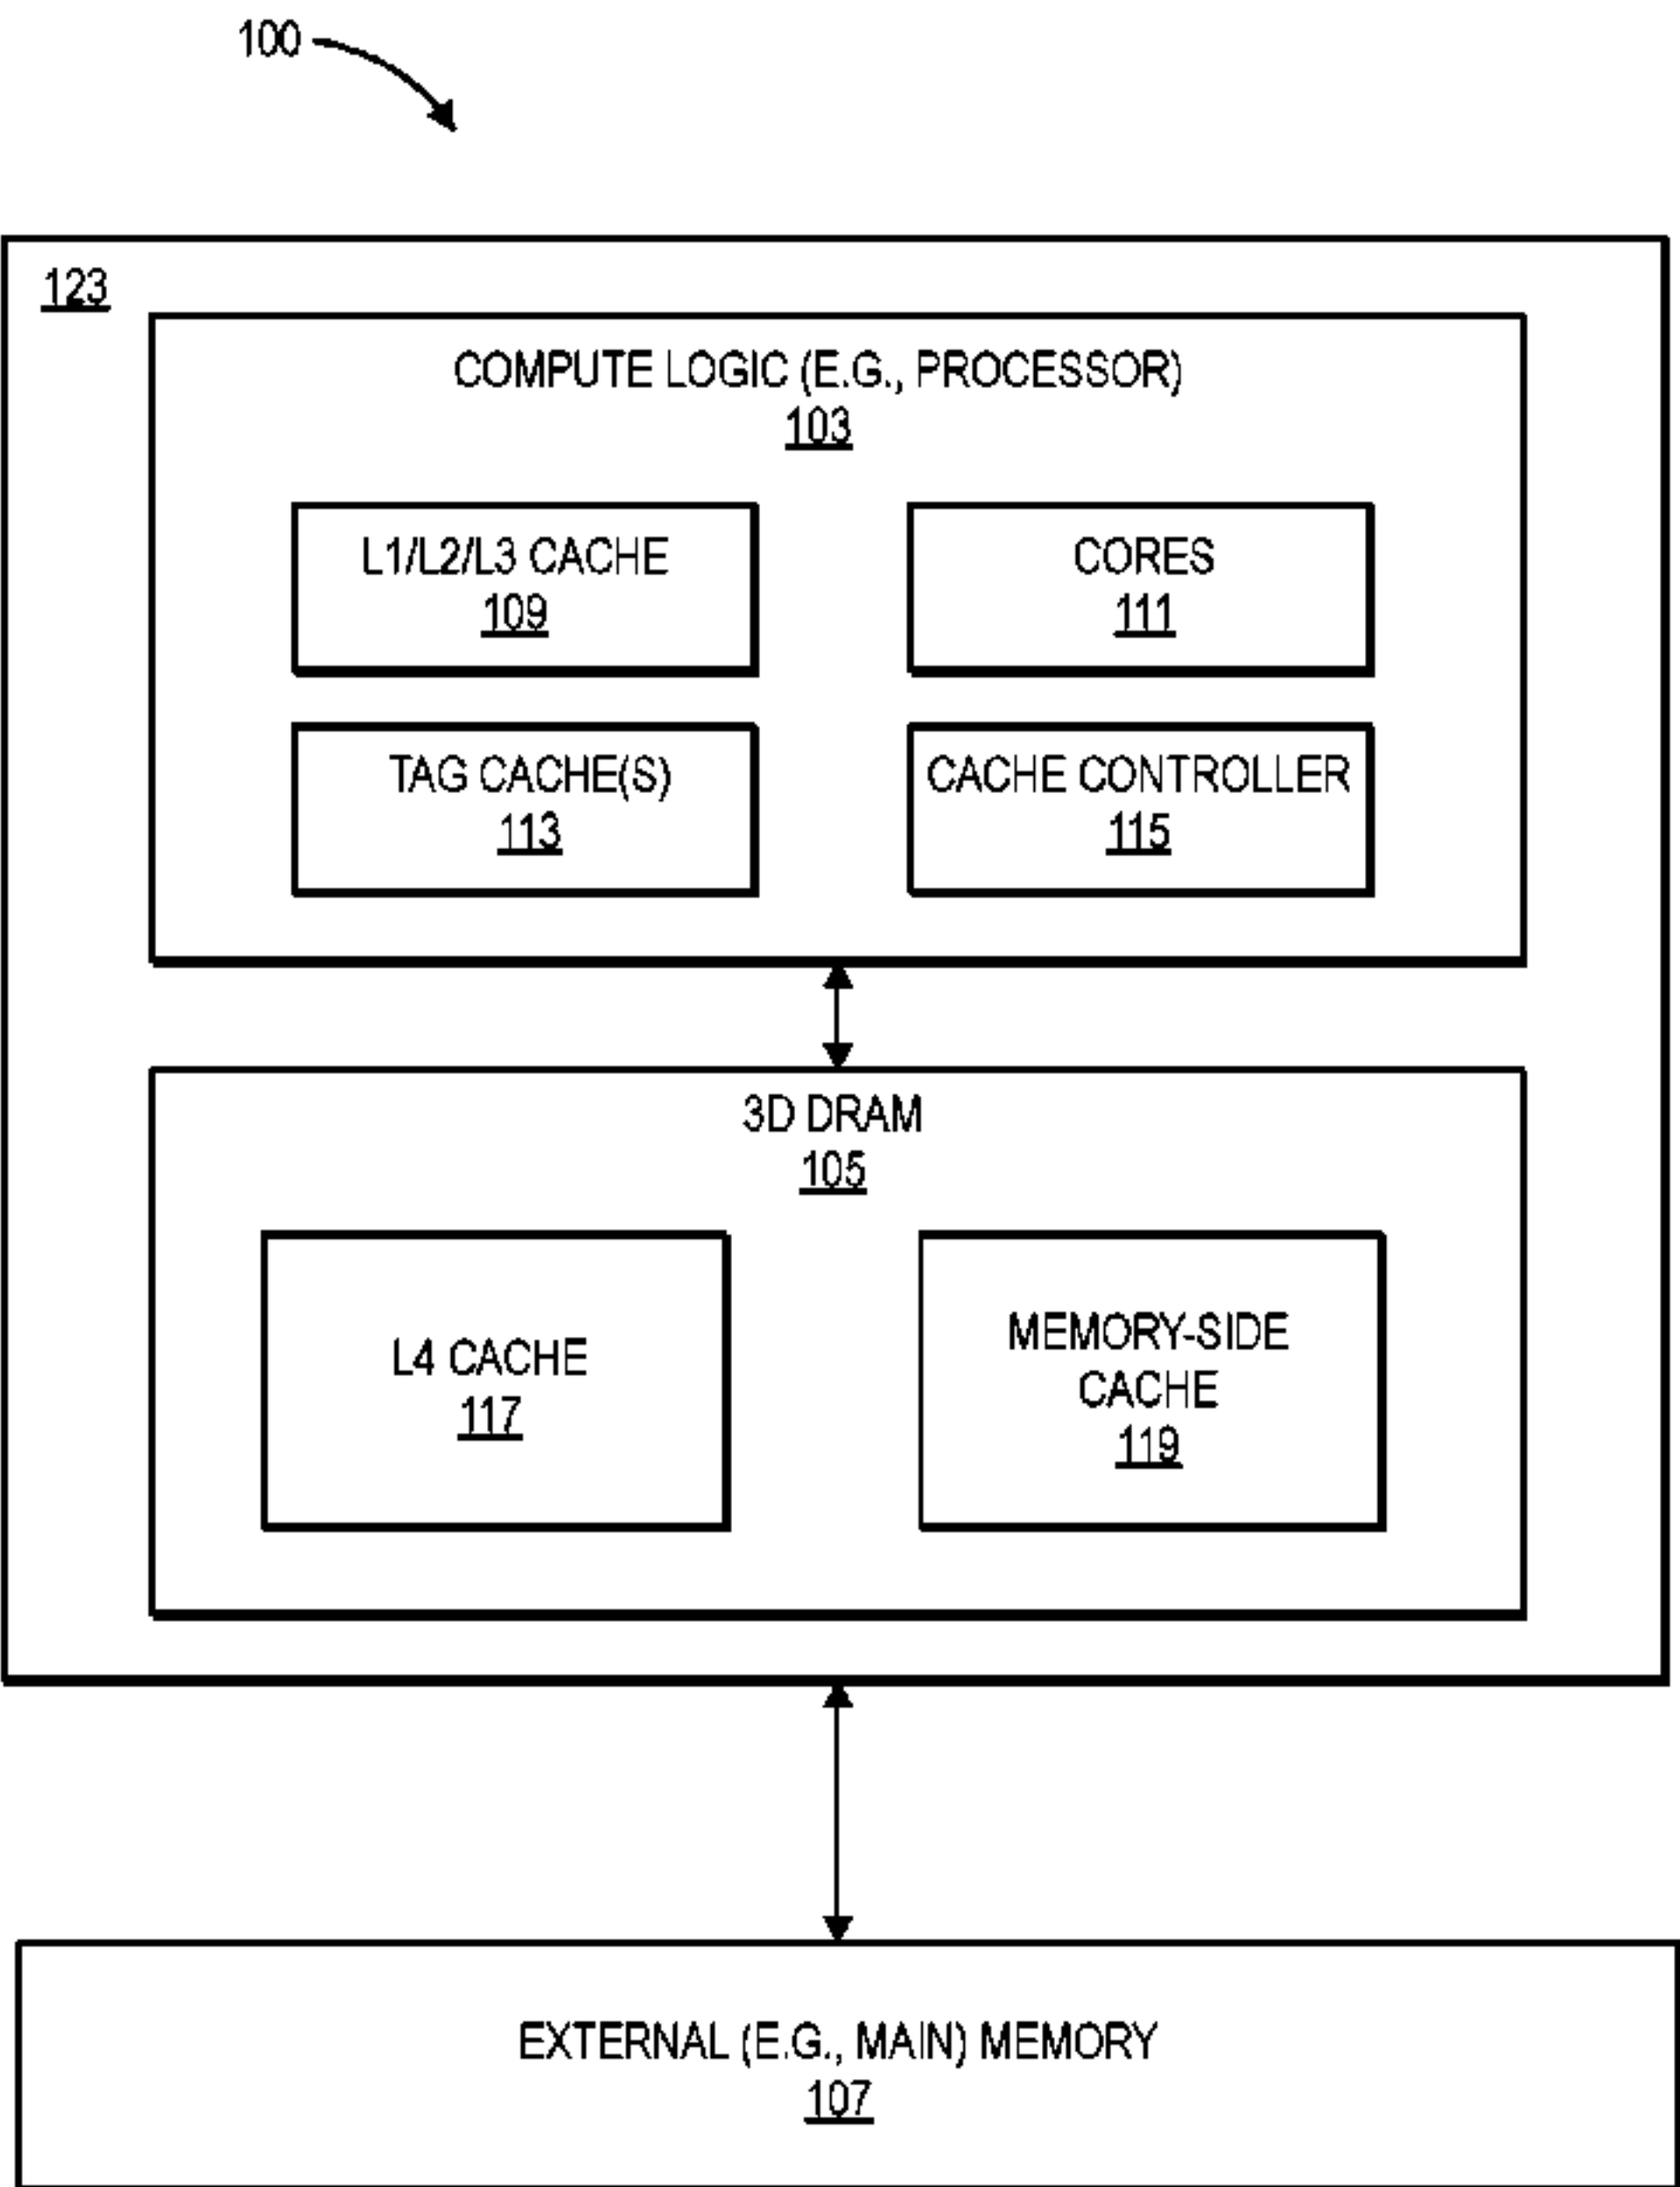 100
123
COMPUTE LOGIC (E.G., PROCESSOR)
103
L1/L2/L3 CACHE
109
CORES
111
TAG CACHE(S)
113
CACHE CONTROLLER
115
3D DRAM
105
L4 CACHE
117
MEMORY-SIDE
CACHE
119
EXTERNAL (E.G., MAIN) MEMORY
107